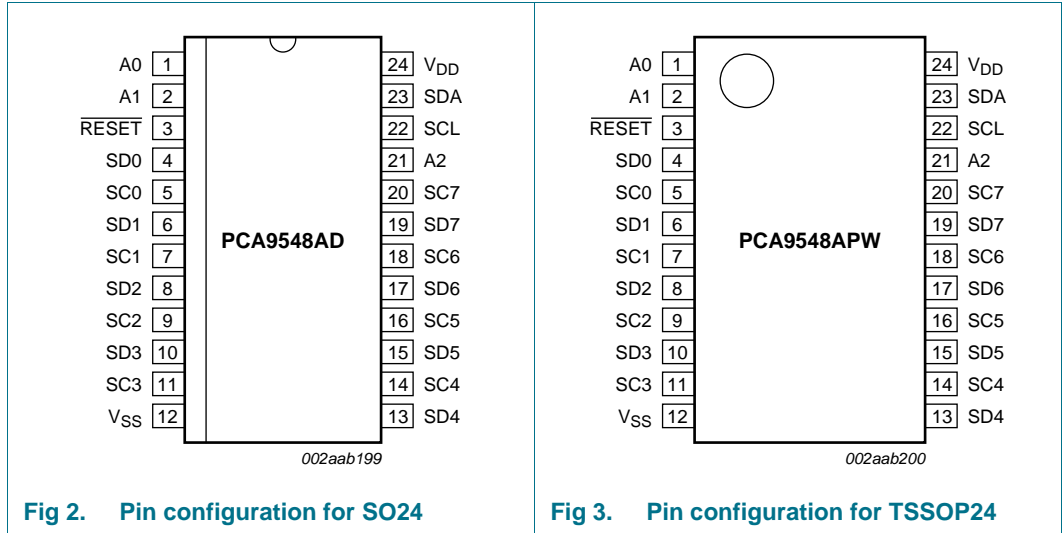 A0 1 24 VDD
A1 2 23 SDA
RESET 3 22 SCL
SD0 4 21 A2
SC0 5 20 SC7
SD1 6 19 SD7
PCA9548AD
SC1 7 18 SC6
SD2 8 17 SD6
SC2 9 16 SC5
SD3 10 15 SD5
SC3 11 14 SC4
VSS 12 13 SD4
002aab199
Fig 2. Pin configuration for SO24
A0 1 24 VDD
A1 2 23 SDA
RESET 3 22 SCL
SD0 4 21 A2
SC0 5 20 SC7
SD1 6 19 SD7
PCA9548APW
SC1 7 18 SC6
SD2 8 17 SD6
SC2 9 16 SC5
SD3 10 15 SD5
SC3 11 14 SC4
VSS 12 13 SD4
002aab200
Fig 3. Pin configuration for TSSOP24